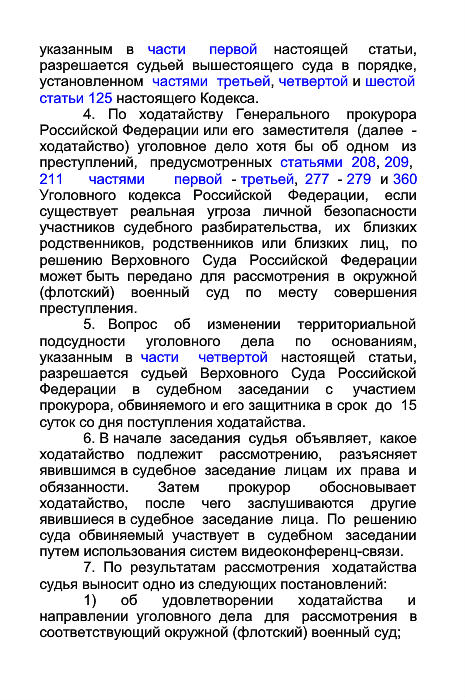 указанным в части первой настоящей статьи,
разрешается судьей вышестоящего суда в порядке,
установленном частями третьей, четвертой и шестой
статьи 125 настоящего Кодекса.
4. По ходатайству Генерального прокурора
Российской Федерации или его заместителя (далее -
ходатайство) уголовное дело хотя бы об одном из
преступлений, предусмотренных статьями 208, 209,
211 частями первой - третьей, 277 - 279 и 360
Уголовного кодекса Российской Федерации, если
существует реальная угроза личной безопасности
участников судебного разбирательства, их близких
родственников, родственников или близких лиц, по
решению Верховного Суда Российской Федерации
может быть передано для рассмотрения в окружной
(флотский) военный суд по месту совершения
преступления.
5. Вопрос об изменении территориальной
подсудности уголовного дела по основаниям,
указанным в части четвертой настоящей статьи,
разрешается судьей Верховного Суда Российской
Федерации в судебном заседании с участием
прокурора, обвиняемого и его защитника в срок до 15
суток со дня поступления ходатайства.
6. В начале заседания судья объявляет, какое
ходатайство подлежит рассмотрению, разъясняет
явившимся в судебное заседание лицам их права и
обязанности. Затем прокурор обосновывает
ходатайство, после чего заслушиваются другие
явившиеся в судебное заседание лица. По решению
суда обвиняемый участвует в судебном заседании
путем использования систем видеоконференц-связи.
7. По результатам рассмотрения ходатайства
судья выносит одно из следующих постановлений:
1) об удовлетворении ходатайства и
направлении уголовного дела для рассмотрения в
соответствующий окружной (флотский) военный суд;